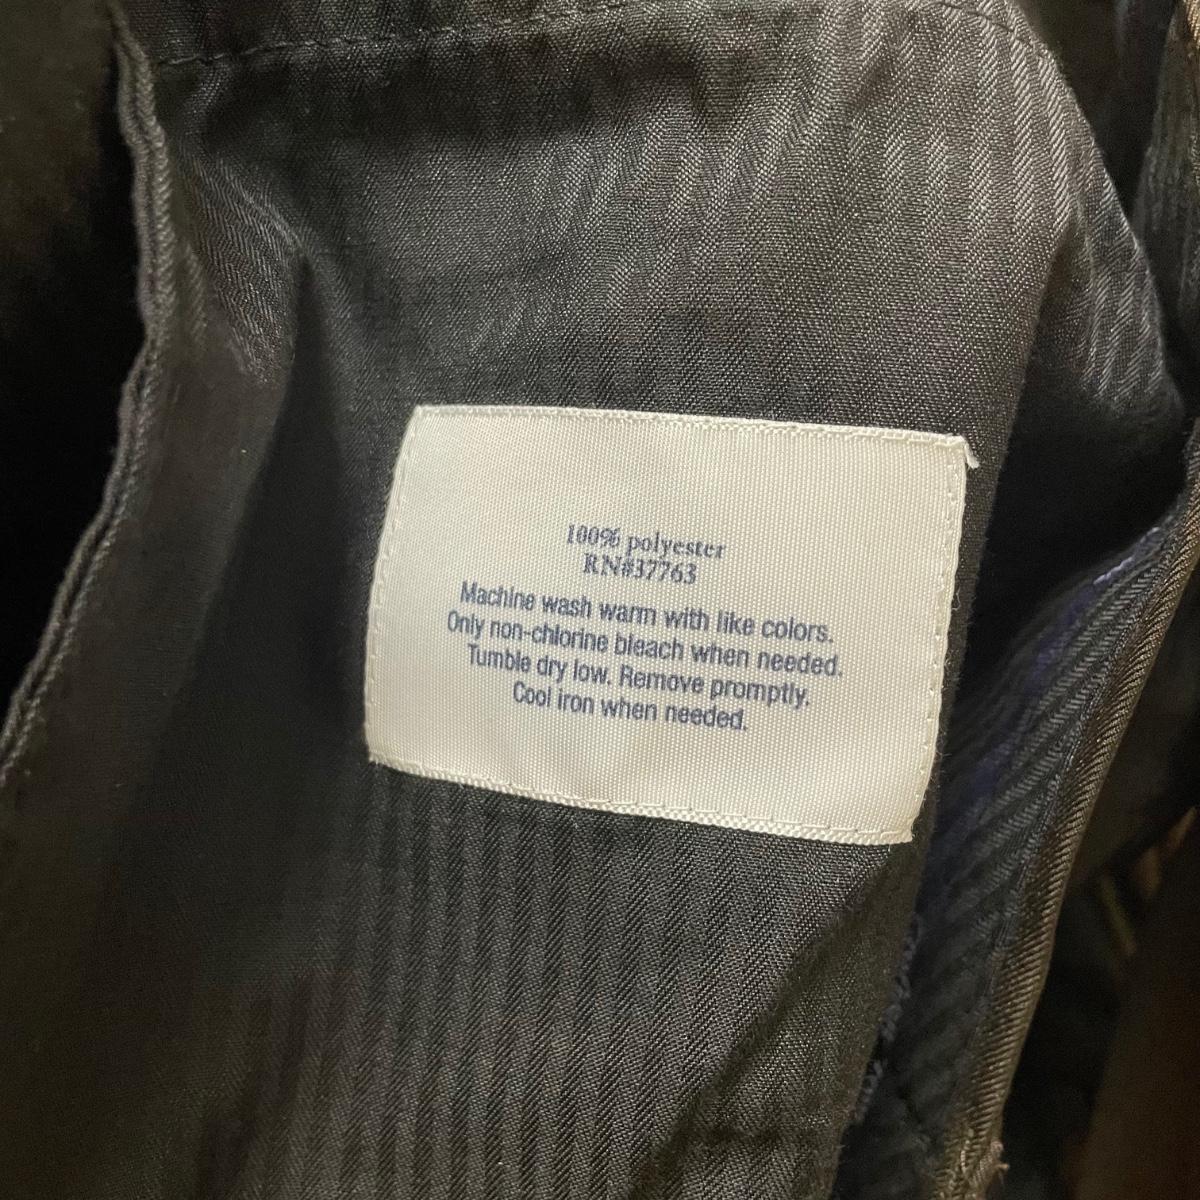 100% polyester
RN#37763
Machine wash warm with like colors.
Only non-chlorine bleach when needed.
Tumble dry low. Remove promptly.
Cool iron when needed.